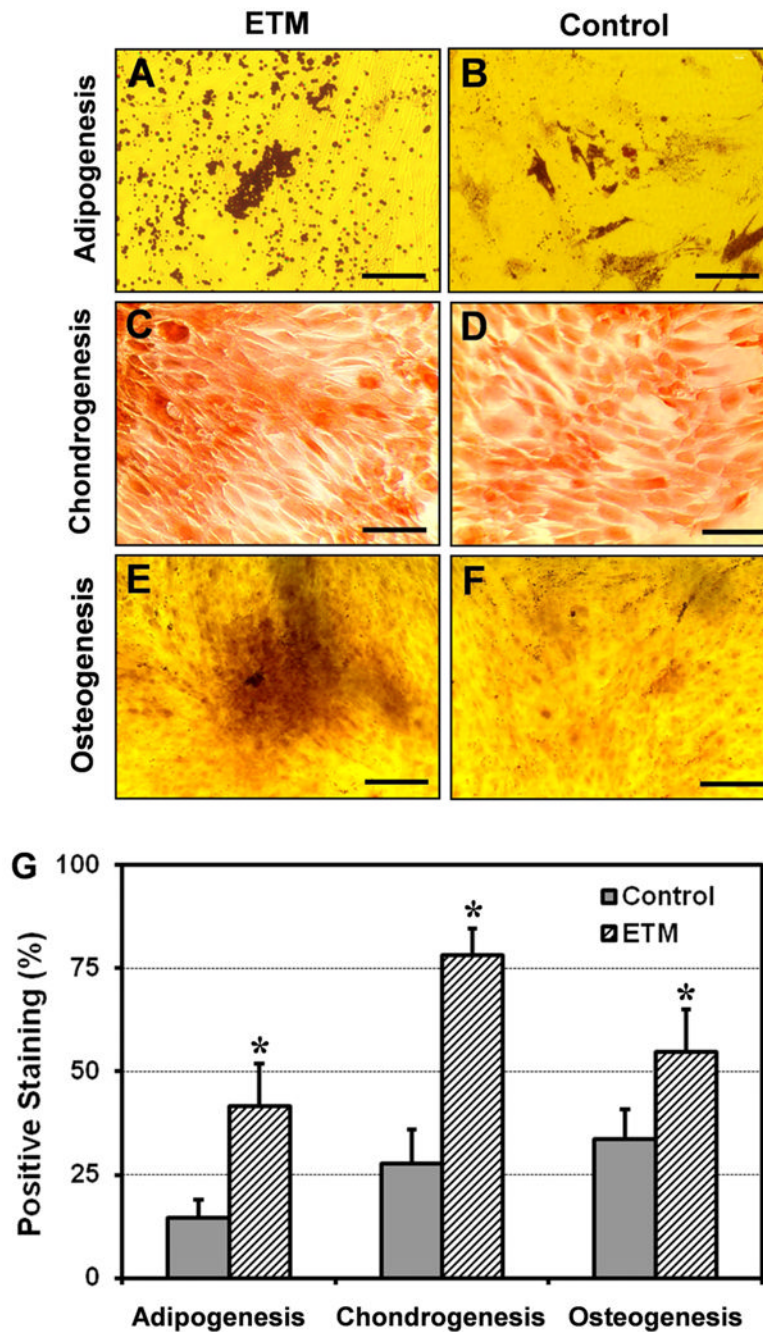 ETM Control
Adipogenesis
A B
Chondrogenesis
C D
Osteogenesis
E F
G
Positive Staining (%)
100
75
50
25
0
Control
ETM
* * *
Adipogenesis Chondrogenesis Osteogenesis